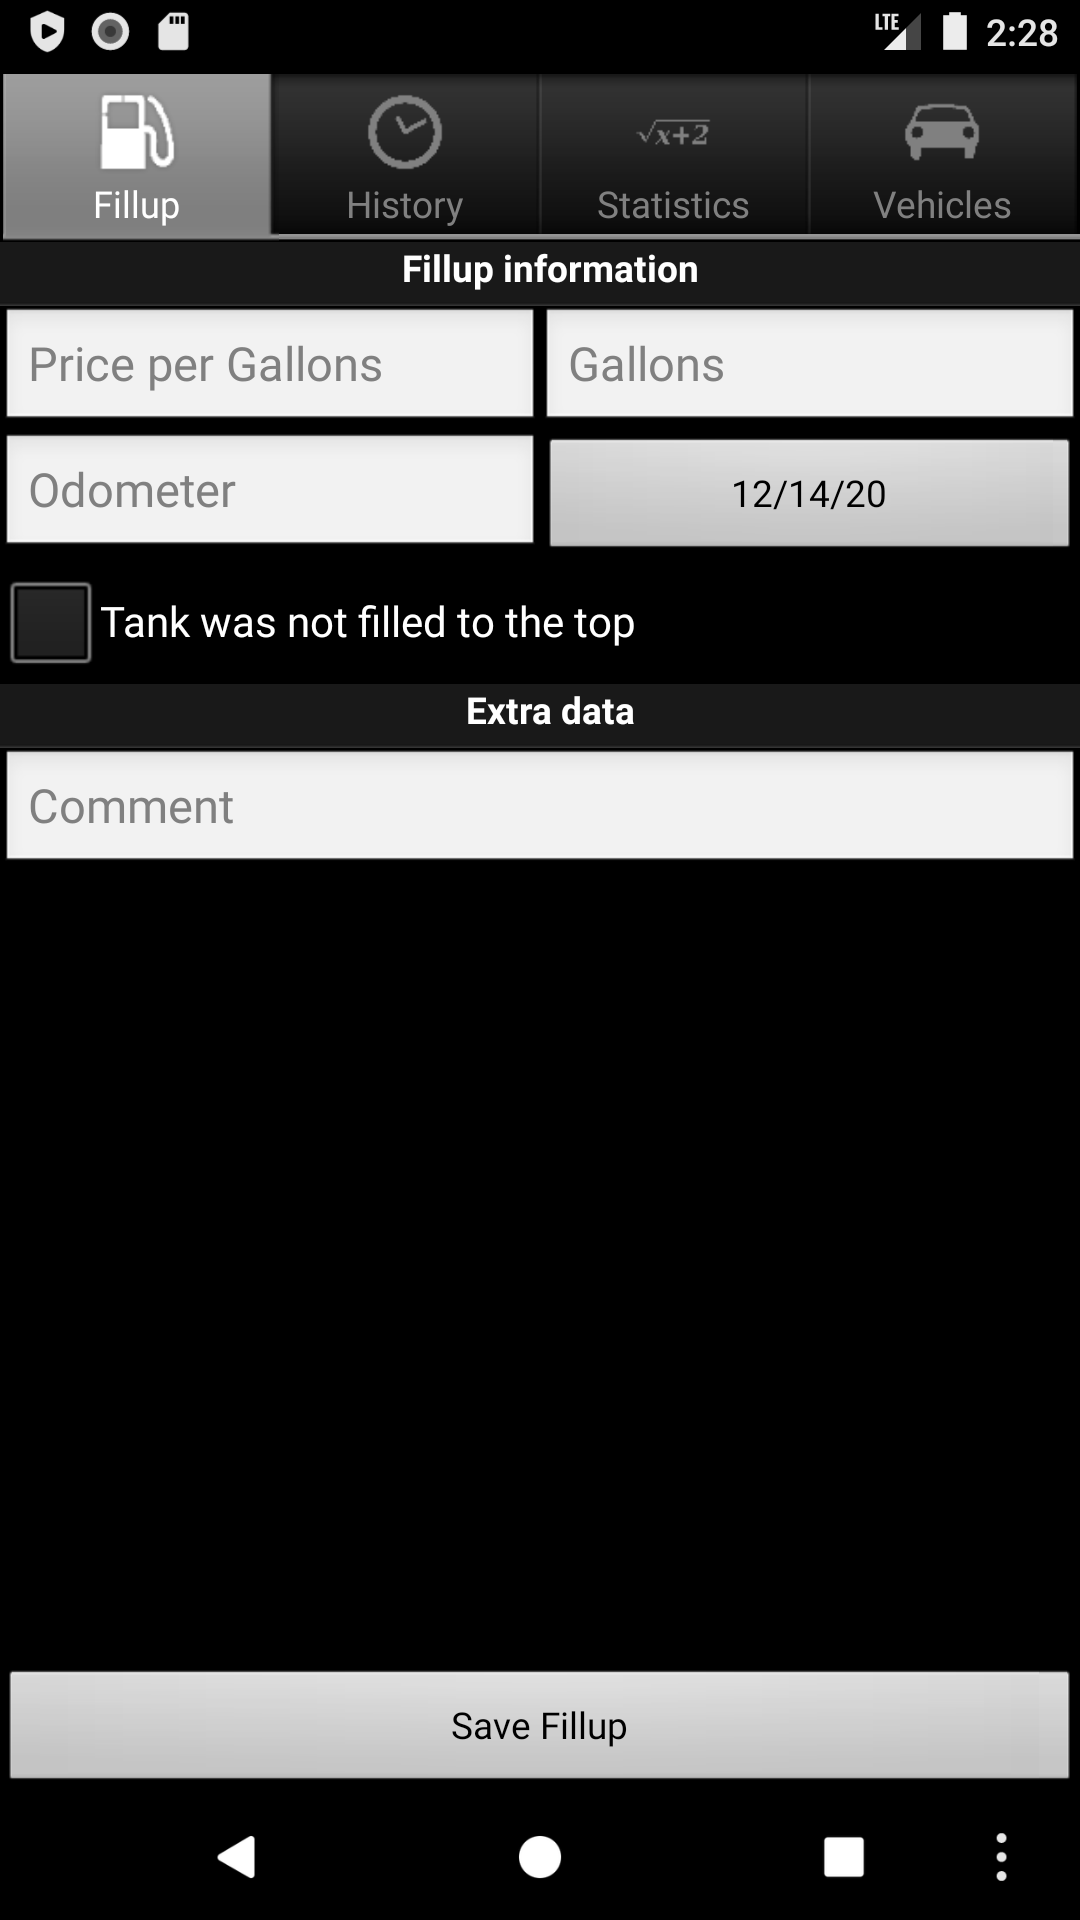 LTE 2:28
Fillup History √x+2 Statistics Vehicles
Fillup information
Price per Gallons Gallons
Odometer 12/14/20
Tank was not filled to the top
Extra data
Comment
Save Fillup